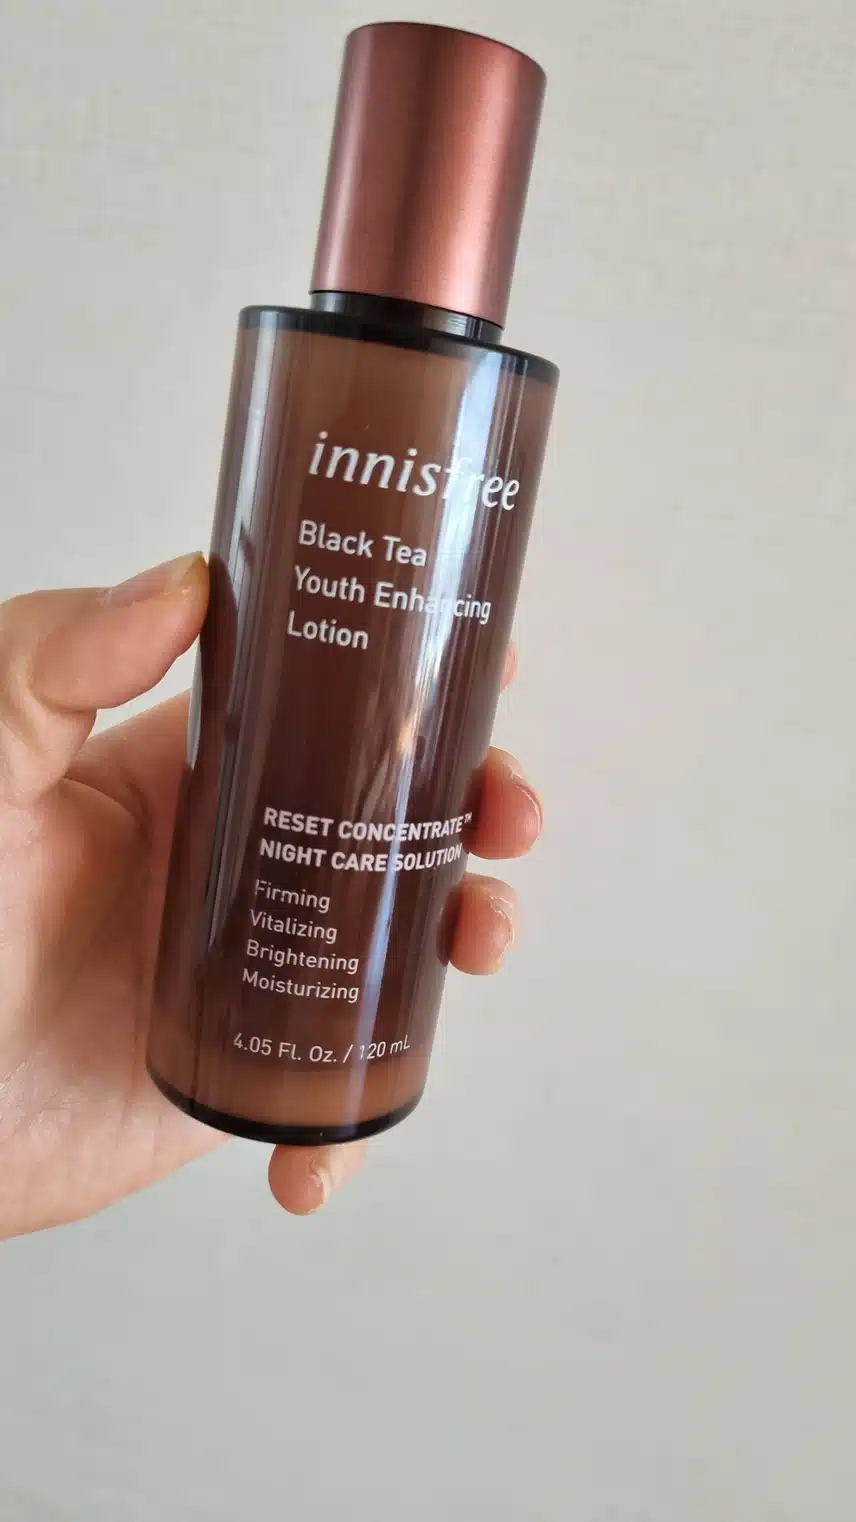 innisfree
Black Tea
Youth Enhancing
Lotion
RESET CONCENTRATE™
NIGHT CARE SOLUTION
Firming
Vitalizing
Brightening
Moisturizing
4.05 Fl. Oz. / 120 mL